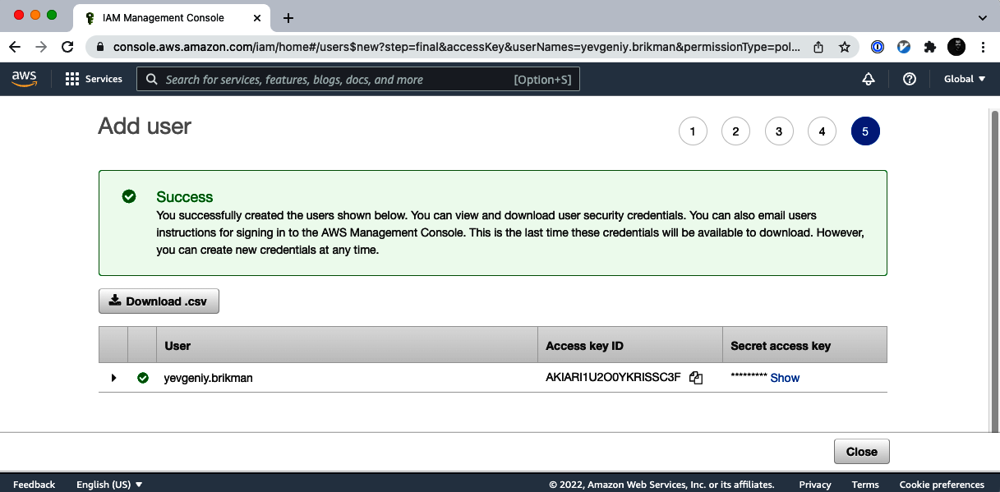 IAM Management Console
console.aws.amazon.com/iam/home#/users$new?step=final&accessKey&userNames=yevgeniy.brikman&permissionType=pol...
aws
Services
Search for services, features, blogs, docs, and more
[Option+S]
Global
Add user
1 2 3 4 5
Success
You successfully created the users shown below. You can view and download user security credentials. You can also email users
instructions for signing in to the AWS Management Console. This is the last time these credentials will be available to download. However,
you can create new credentials at any time.
Download .csv
User Access key ID Secret access key
yevgeniy.brikman AKIARI1U2O0YKRISSC3F ********* Show
Close
Feedback English (US) © 2022, Amazon Web Services, Inc. or its affiliates. Privacy Terms Cookie preferences